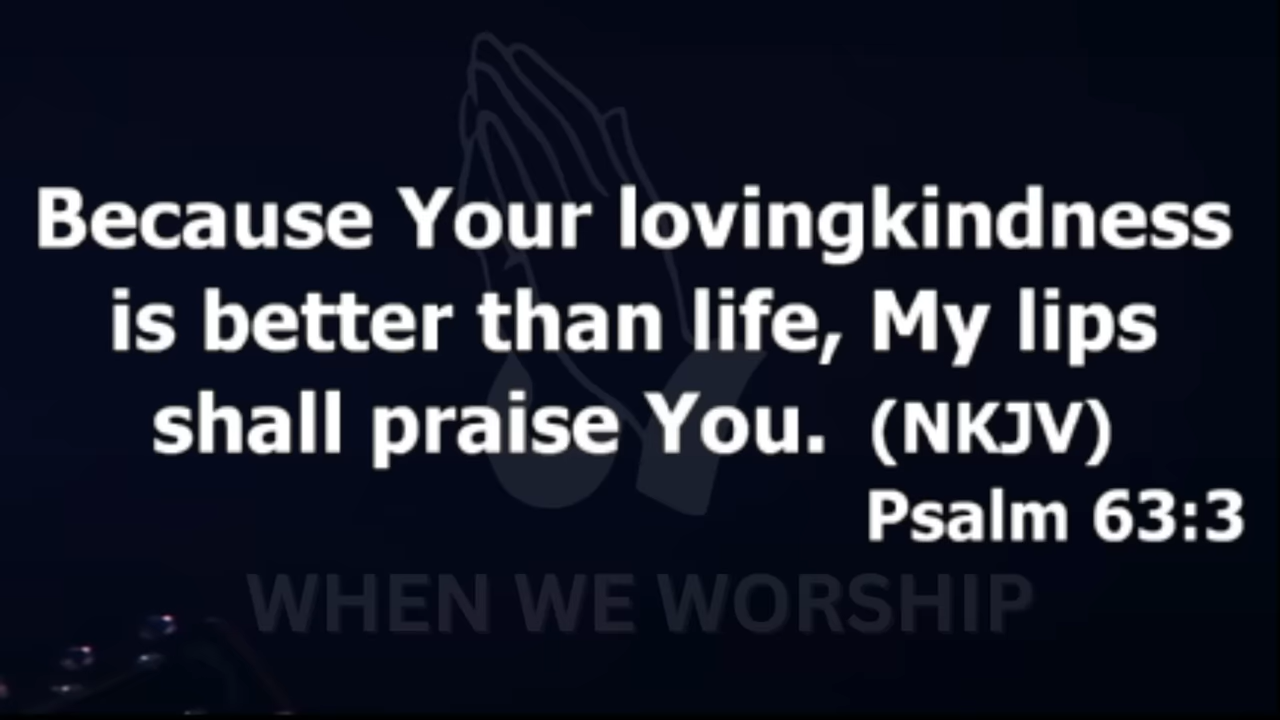 Because Your lovingkindness
is better than life, My lips
shall praise You. (NKJV)
Psalm 63:3
WHEN WE WORSHIP